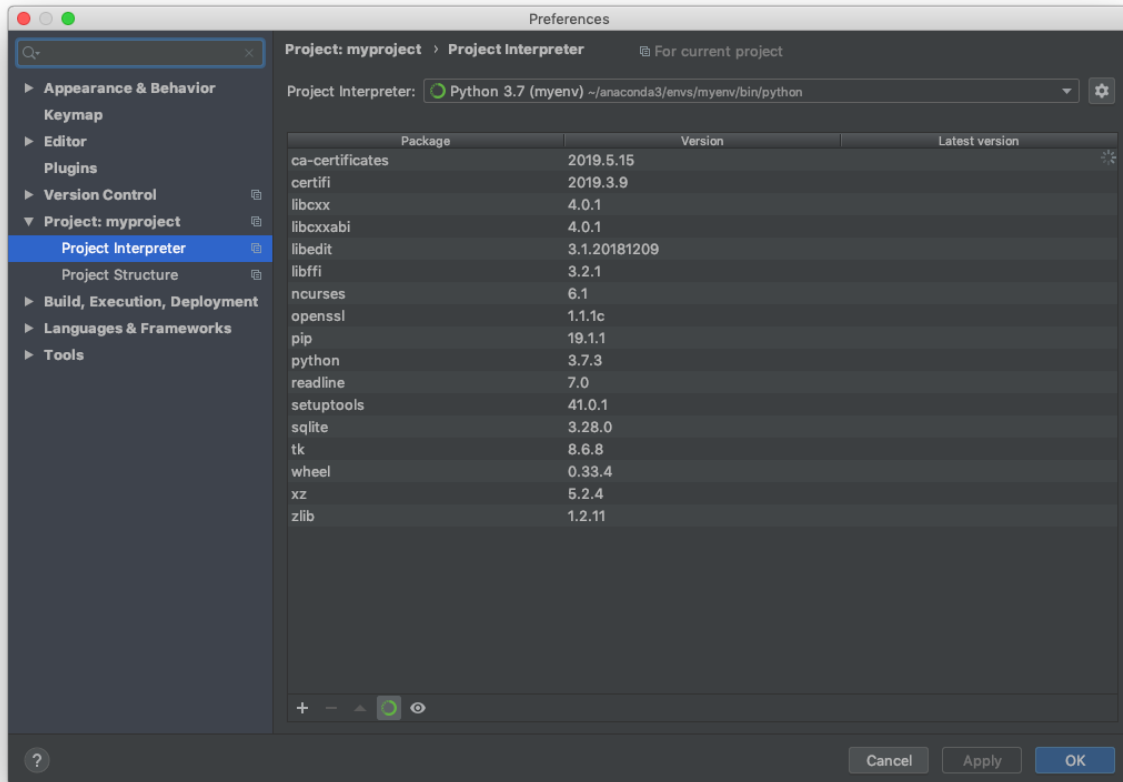 Preferences
Project: myproject › Project Interpreter For current project
Appearance & Behavior
Keymap
Editor
Plugins
Version Control
Project: myproject
Project Interpreter
Project Structure
Build, Execution, Deployment
Languages & Frameworks
Tools
Project Interpreter: Python 3.7 (myenv) ~/anaconda3/envs/myenv/bin/python
Package Version Latest version
ca-certificates 2019.5.15
certifi 2019.3.9
libcxx 4.0.1
libcxxabi 4.0.1
libedit 3.1.20181209
libffi 3.2.1
ncurses 6.1
openssl 1.1.1c
pip 19.1.1
python 3.7.3
readline 7.0
setuptools 41.0.1
sqlite 3.28.0
tk 8.6.8
wheel 0.33.4
xz 5.2.4
zlib 1.2.11
? Cancel Apply OK